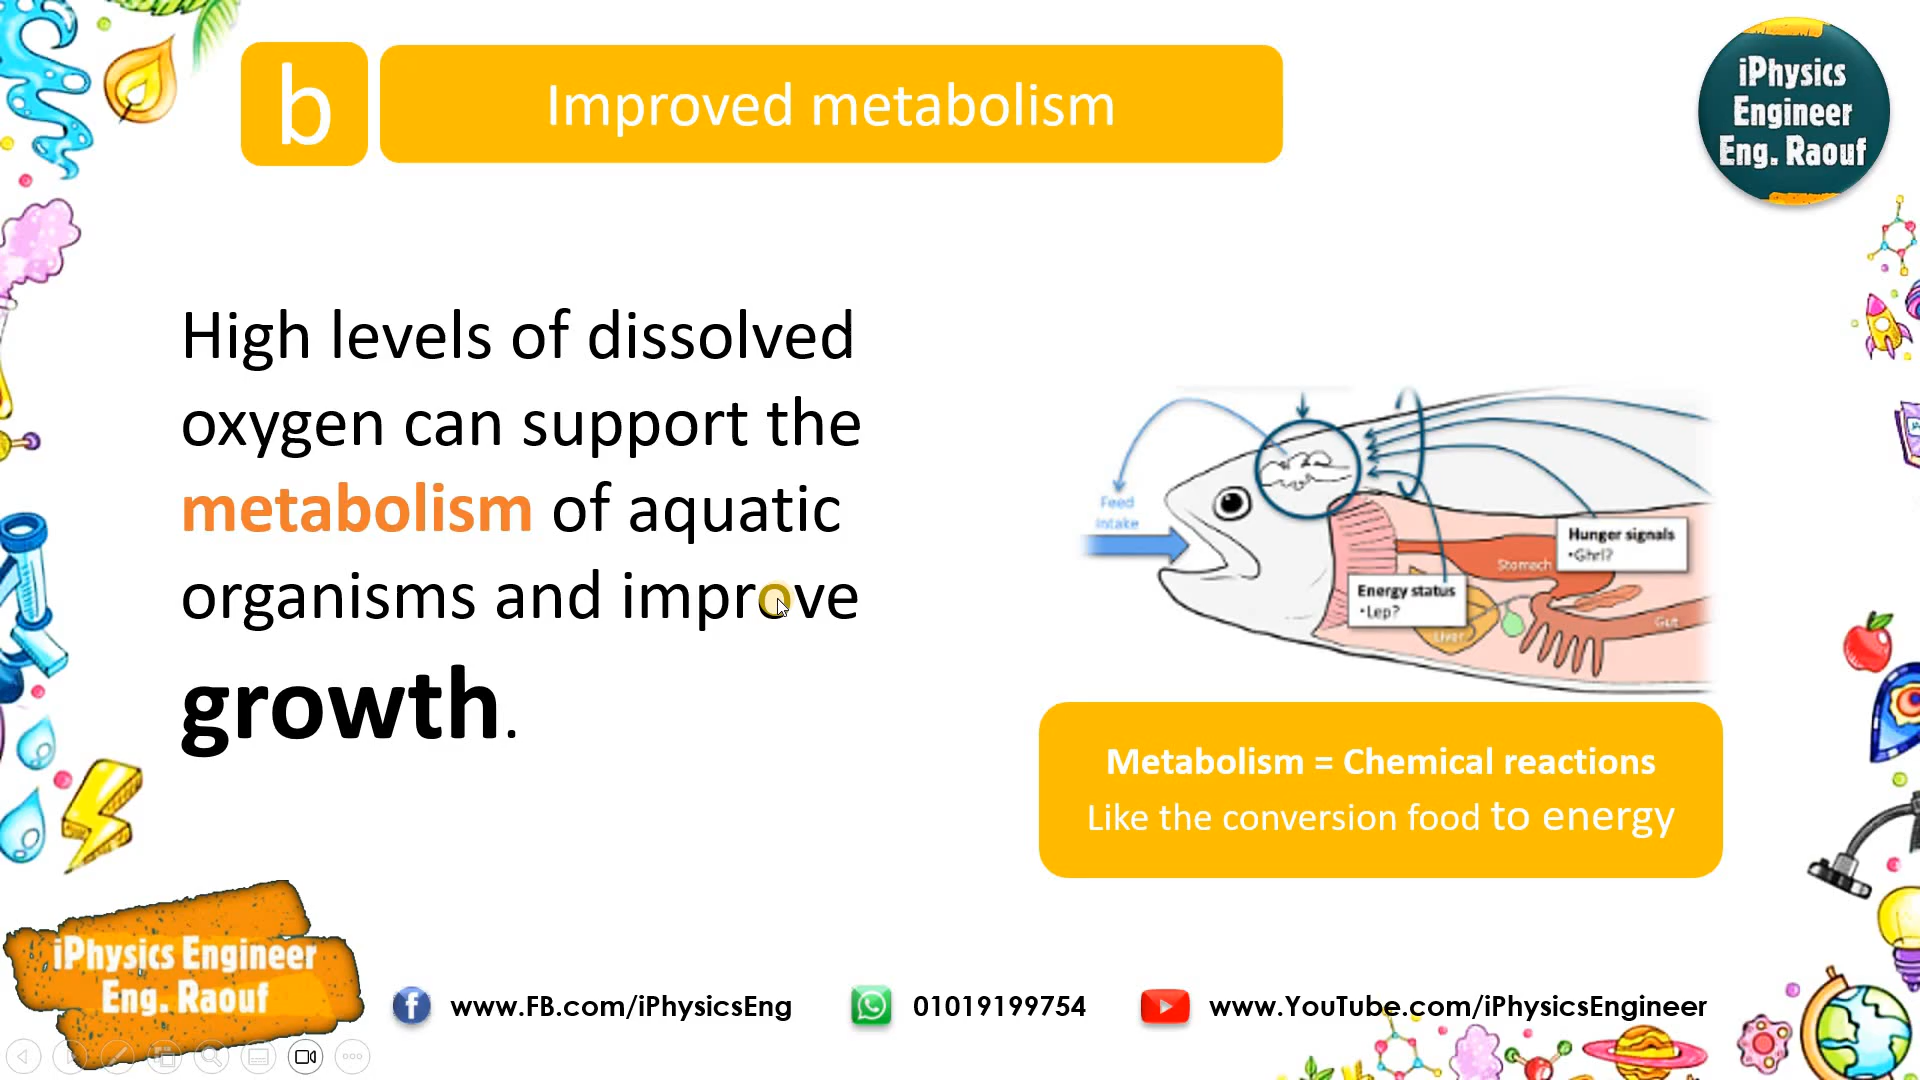 b
Improved metabolism
iPhysics
Engineer
Eng. Raouf
High levels of dissolved
oxygen can support the
metabolism of aquatic
organisms and improve
growth.
Feed
intake
Hunger signals
•Ghrl?
Stomach
Energy status
•Lep?
Liver
Gut
Metabolism = Chemical reactions
Like the conversion food to energy
iPhysics Engineer
Eng. Raouf
www.FB.com/iPhysicsEng
01019199754
www.YouTube.com/iPhysicsEngineer